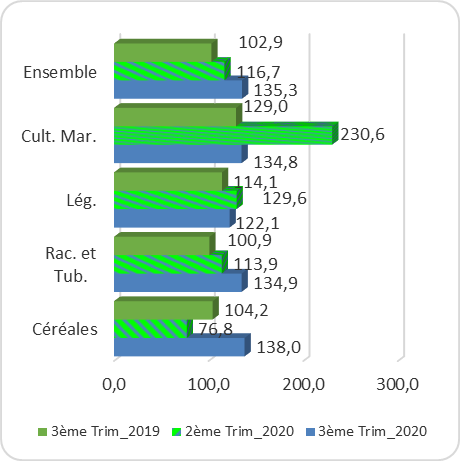 102,9
Ensemble
116,7
135,3
129,0
Cult. Mar.
230,6
134,8
114,1
Lég.
129,6
122,1
100,9
Rac. et
Tub.
113,9
134,9
104,2
Céréales
76,8
138,0
0,0 100,0 200,0 300,0
3ème Trim_2019 2ème Trim_2020 3ème Trim_2020